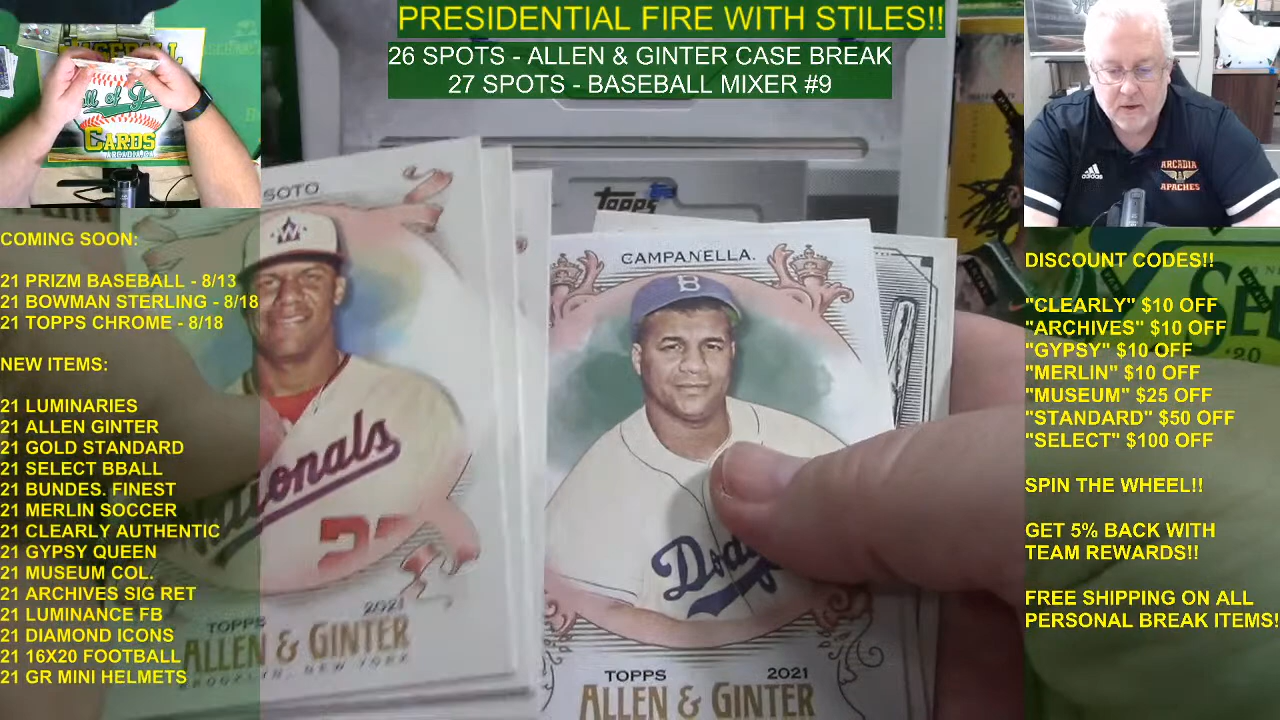 PRESIDENTIAL FIRE WITH STILES!!
26 SPOTS - ALLEN & GINTER CASE BREAK
27 SPOTS - BASEBALL MIXER #9
CARDS
COMING SOON:
21 PRIZM BASEBALL - 8/13
21 BOWMAN STERLING - 8/18
21 TOPPS CHROME - 8/18
NEW ITEMS:
21 LUMINARIES
21 ALLEN GINTER
21 GOLD STANDARD
21 SELECT BBALL
21 BUNDES. FINEST
21 MERLIN SOCCER
21 CLEARLY AUTHENTIC
21 GYPSY QUEEN
21 MUSEUM COL.
21 ARCHIVES SIG RET
21 LUMINANCE FB
21 DIAMOND ICONS
21 16X20 FOOTBALL
21 GR MINI HELMETS
SOTO
W
TOPPS 2021
ALLEN & GINTER
BROOKLYN, NEW YORK
Topps
CAMPANELLA.
B
TOPPS 2021
ALLEN & GINTER
adidas
ARCADIA
APACHES
DISCOUNT CODES!!
"CLEARLY" $10 OFF
"ARCHIVES" $10 OFF
"GYPSY" $10 OFF
"MERLIN" $10 OFF
"MUSEUM" $25 OFF
"STANDARD" $50 OFF
"SELECT" $100 OFF
SPIN THE WHEEL!!
GET 5% BACK WITH
TEAM REWARDS!!
FREE SHIPPING ON ALL
PERSONAL BREAK ITEMS!